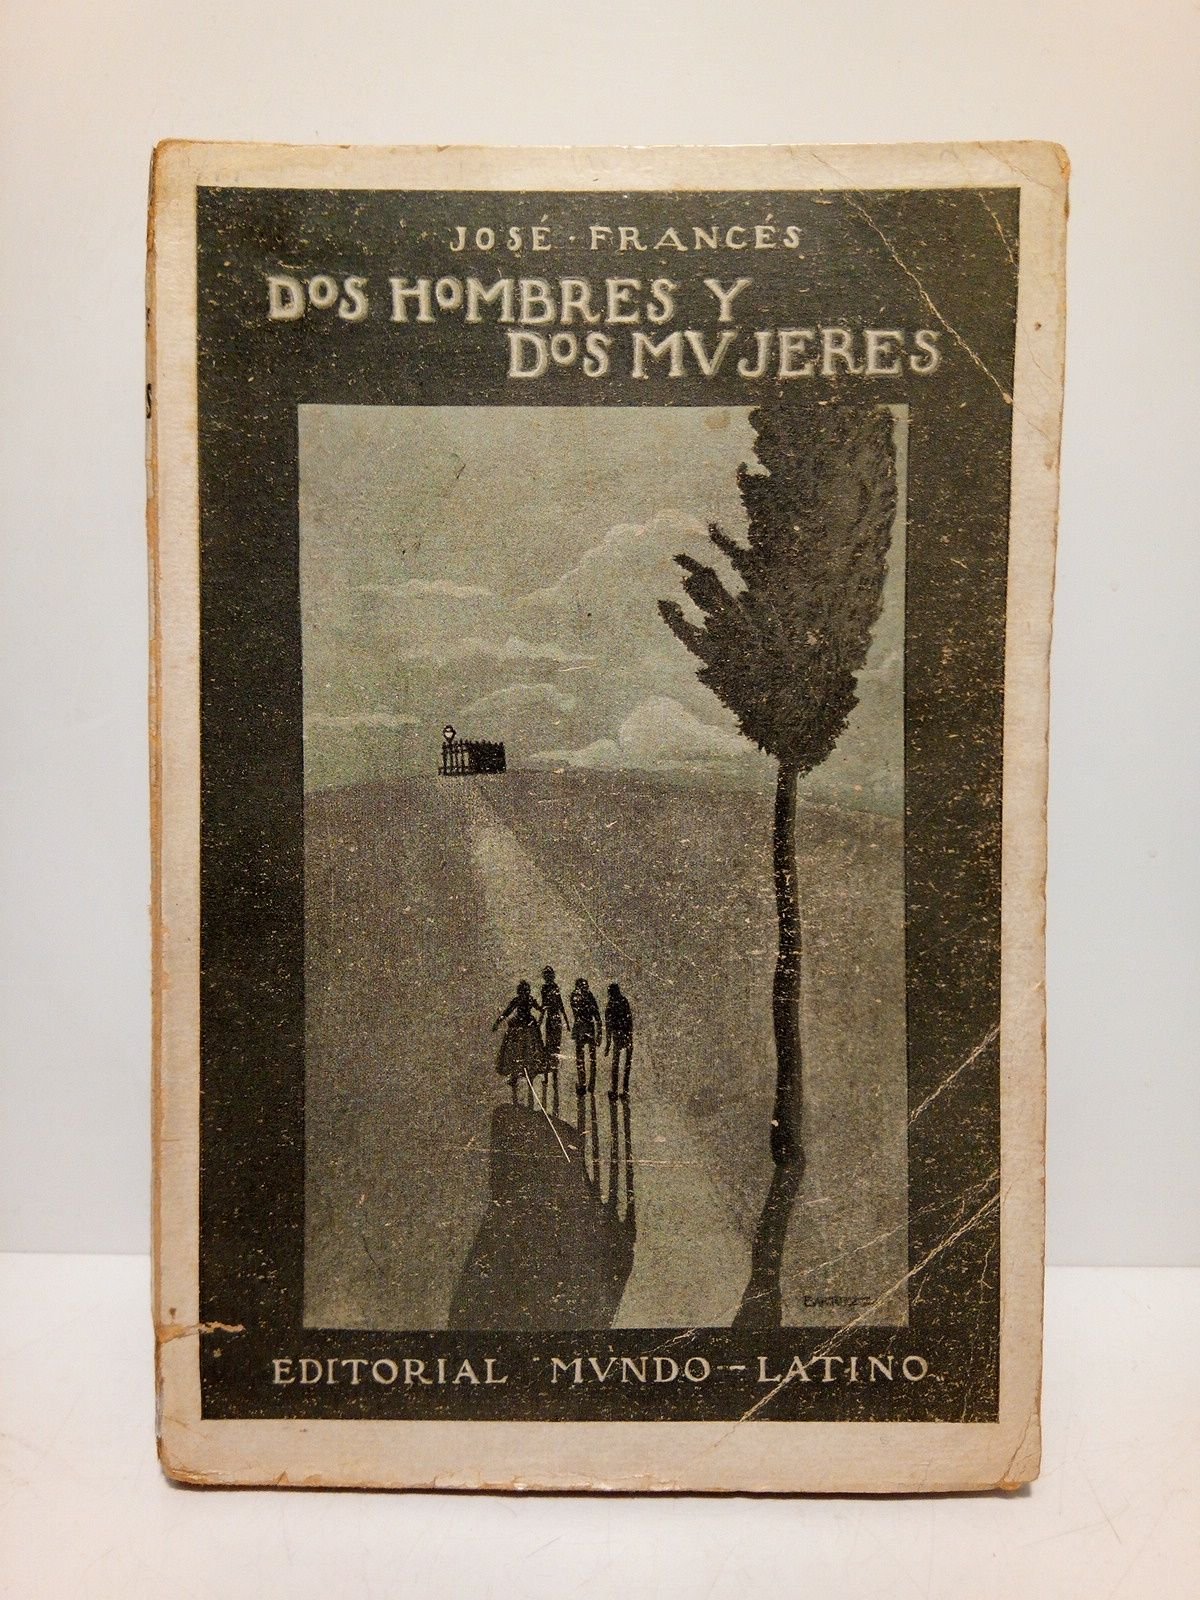 JOSÉ · FRANCÉS
DOS HOMBRES Y
DOS MVJERES
EDITORIAL MVNDO-LATINO